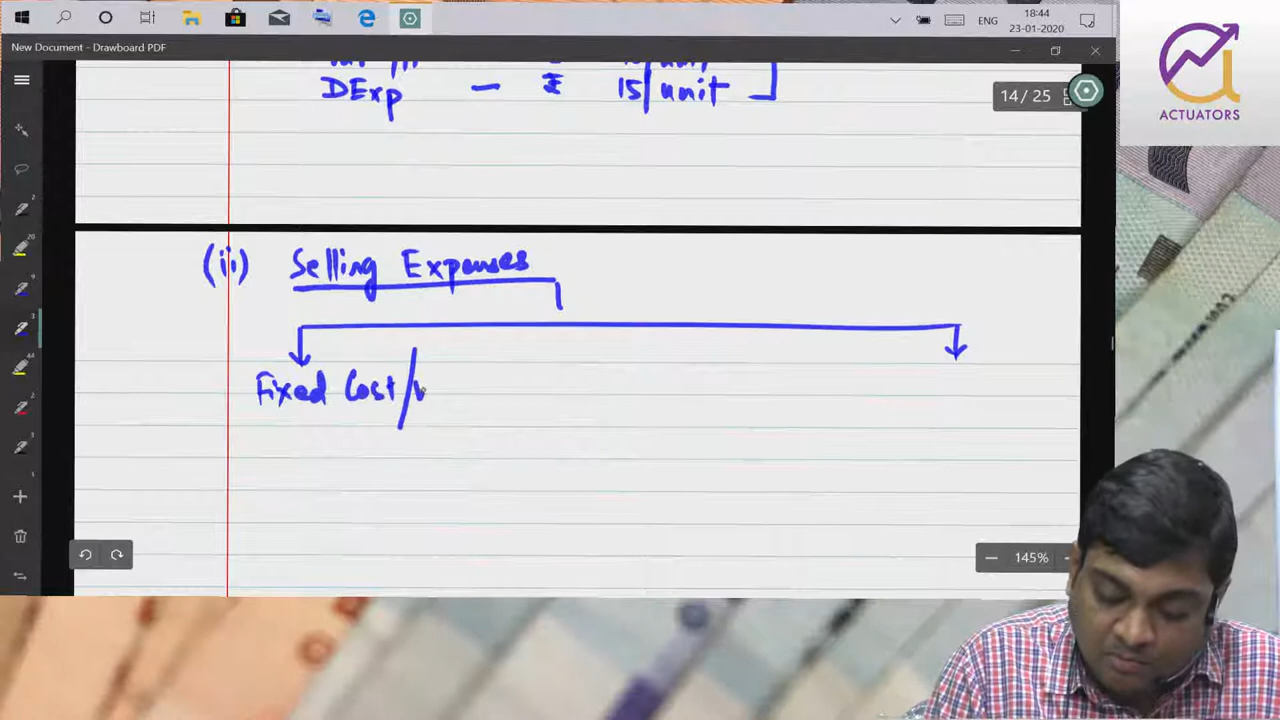 ENG
18:44
23-01-2020
New Document - Drawboard PDF
DExp - ₹ 15/unit
14 / 25
ACTUATORS
(ii) Selling Expenses
Fixed Cost/v
145%